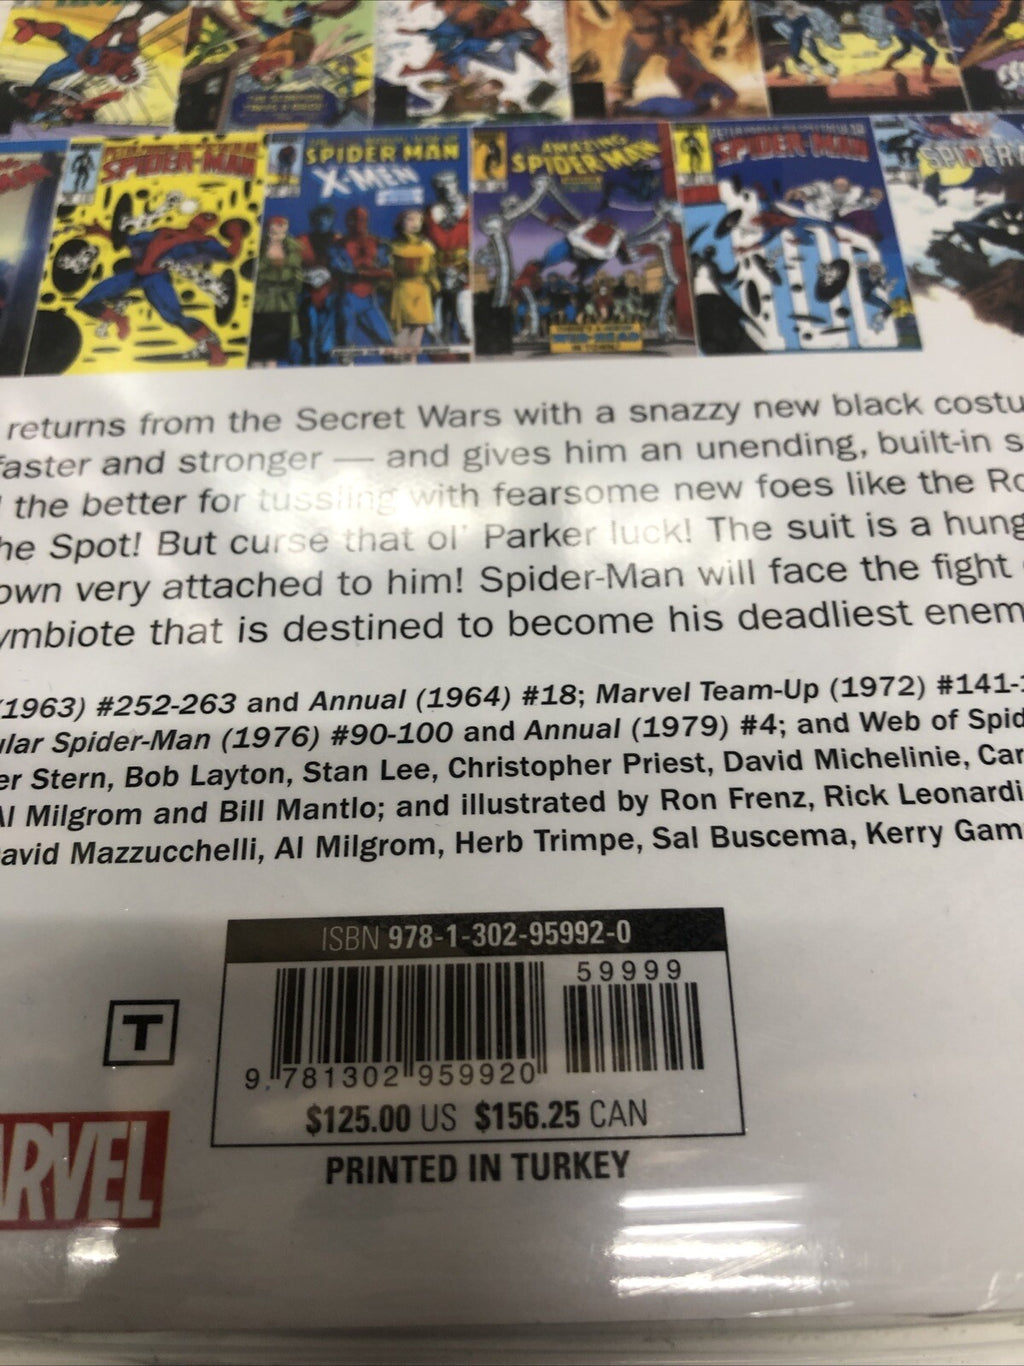 SPIDER-MAN
SPIDER MAN
X-MEN
AMAZING
SPIDER MAN
SPIDER-MAN
returns from the Secret Wars with a snazzy new black costu
faster and stronger — and gives him an unending, built-in s
the better for tussling with fearsome new foes like the Ro
he Spot! But curse that ol' Parker luck! The suit is a hung
own very attached to him! Spider-Man will face the fight
ymbiote that is destined to become his deadliest enem
(1963) #252-263 and Annual (1964) #18; Marvel Team-Up (1972) #141-
ular Spider-Man (1976) #90-100 and Annual (1979) #4; and Web of Spid
er Stern, Bob Layton, Stan Lee, Christopher Priest, David Michelinie, Car
Al Milgrom and Bill Mantlo; and illustrated by Ron Frenz, Rick Leonardi
avid Mazzucchelli, Al Milgrom, Herb Trimpe, Sal Buscema, Kerry Gam
ISBN 978-1-302-95992-0
59999
T
9 781302 959920
$125.00 US $156.25 CAN
PRINTED IN TURKEY
ARVEL